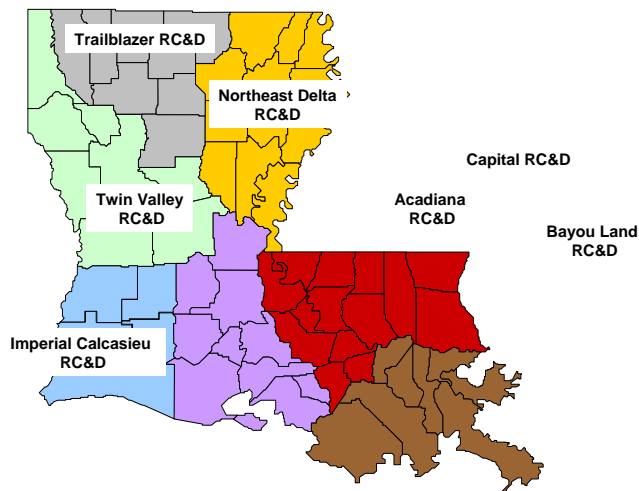 Trailblazer RC&D
Northeast Delta
RC&D
Capital RC&D
Twin Valley
RC&D
Acadiana
RC&D
Bayou Land
RC&D
Imperial Calcasieu
RC&D